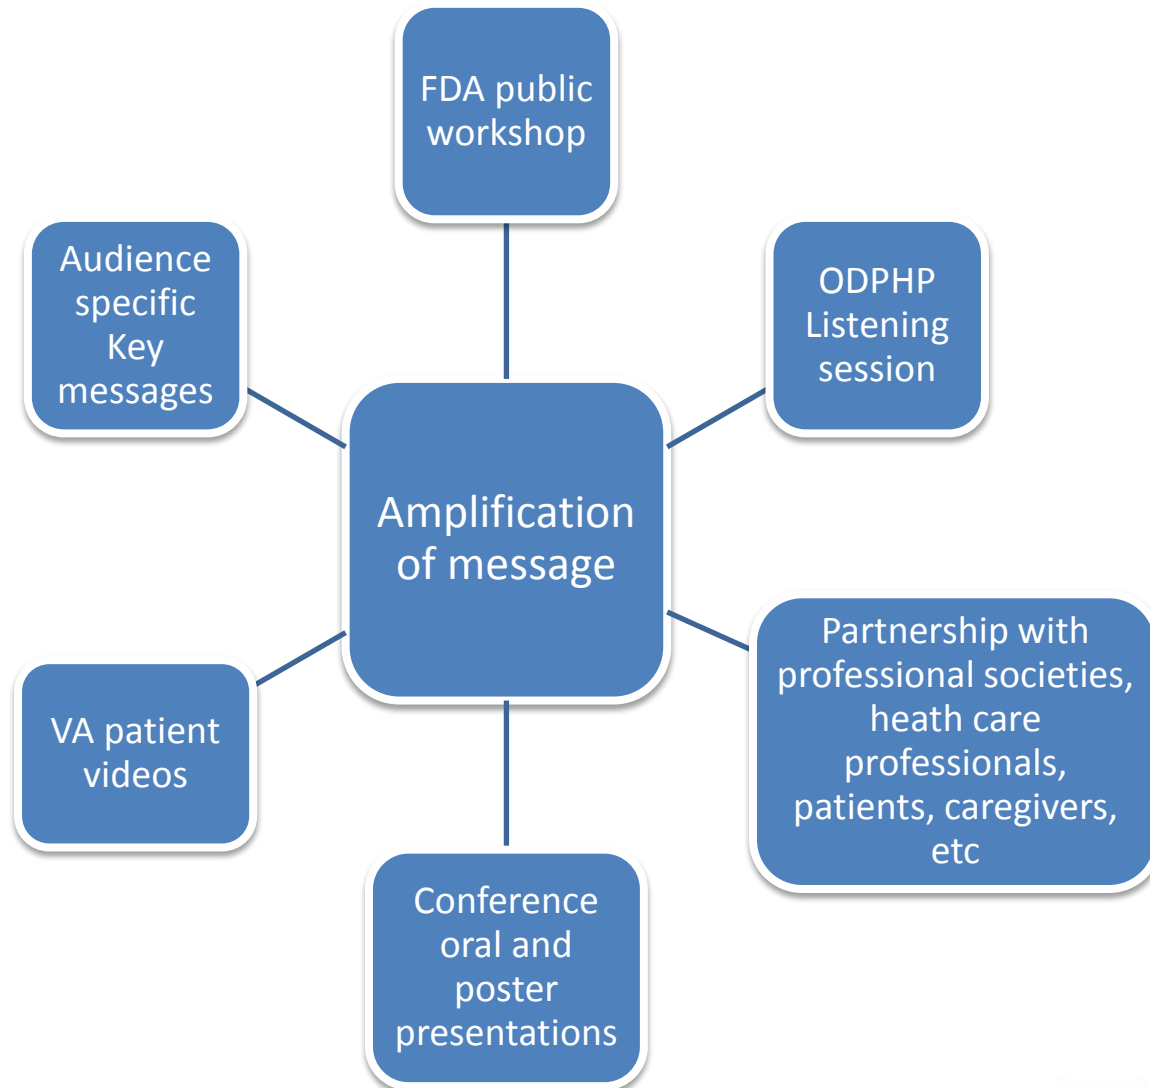 FDA public
workshop
Audience
specific
Key
messages
ODPHP
Listening
session
Amplification
of message
Partnership with
professional societies,
heath care
professionals,
patients, caregivers,
etc
VA patient
videos
Conference
oral and
poster
presentations